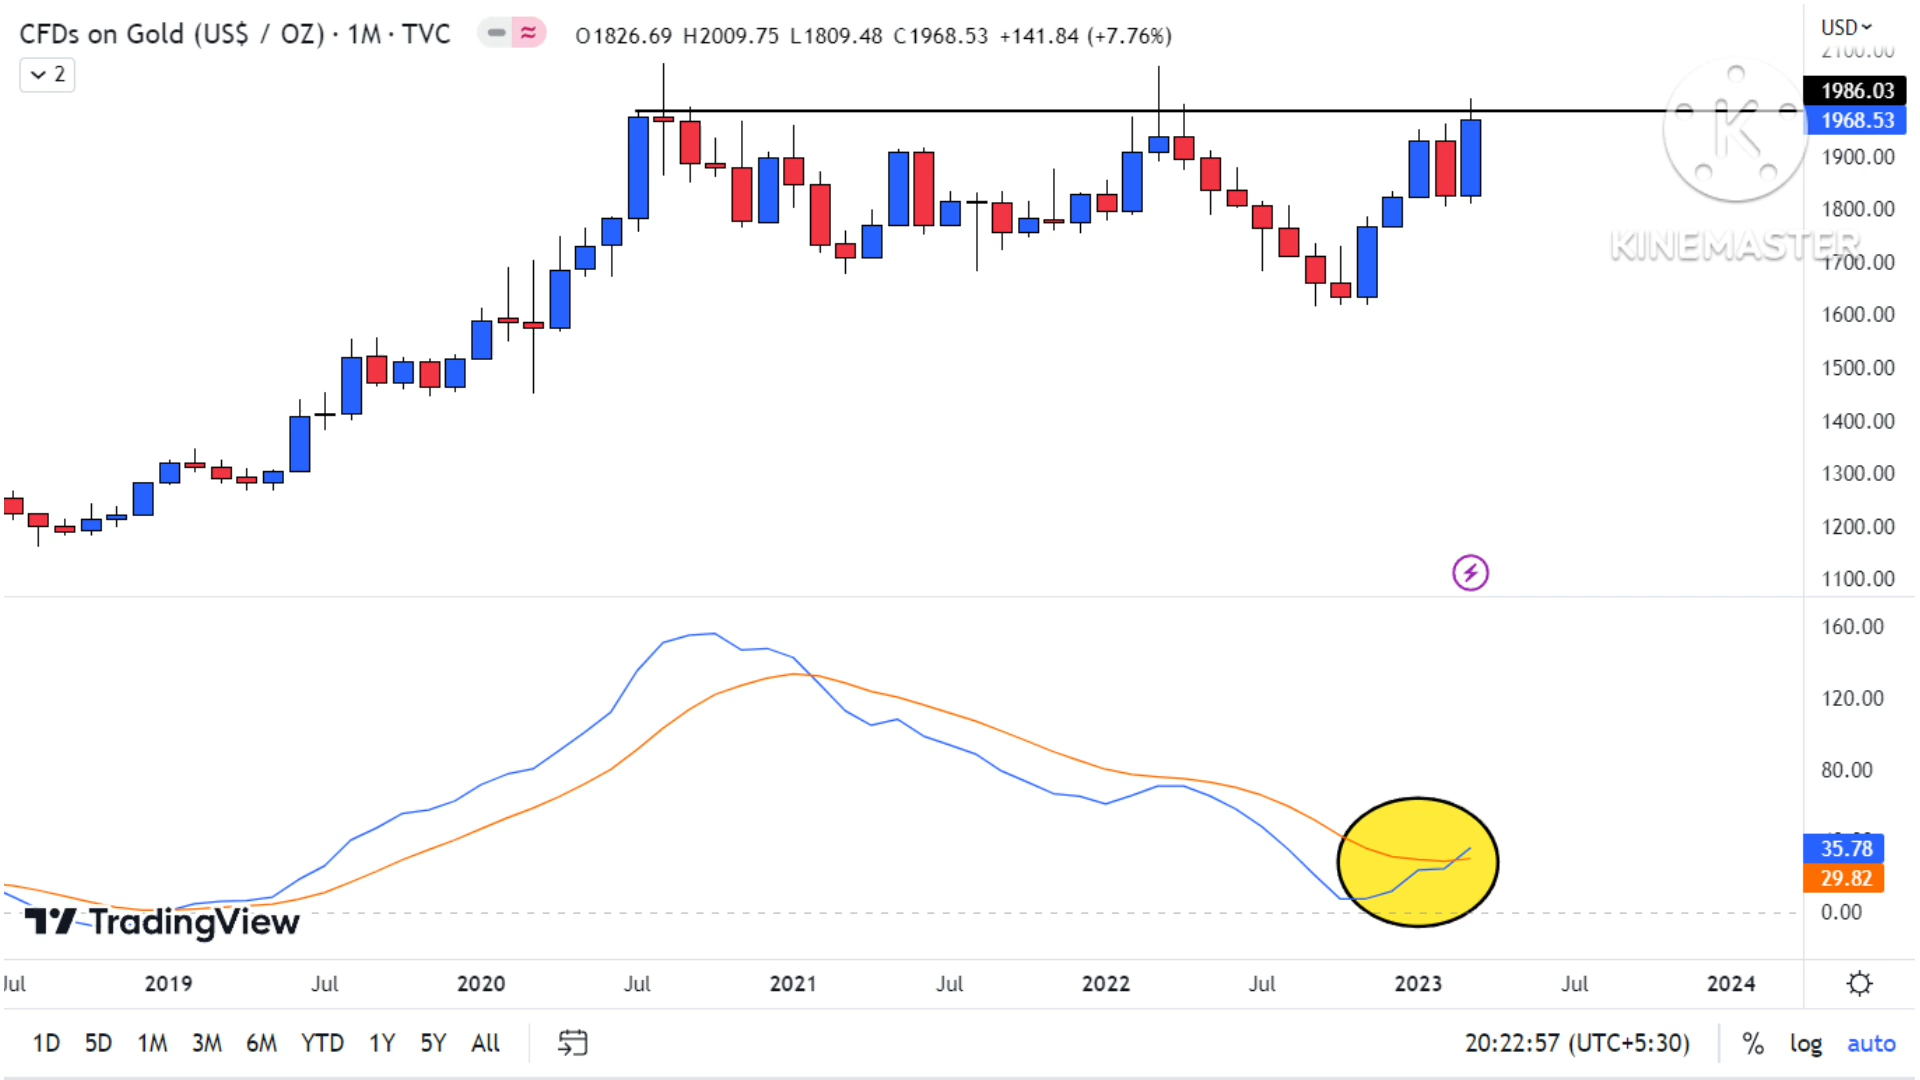 CFDs on Gold (US$ / OZ) · 1M · TVC
O1826.69 H2009.75 L1809.48 C1968.53 +141.84 (+7.76%)
USD
2
2100.00
1986.03
1968.53
1900.00
1800.00
1700.00
1600.00
1500.00
1400.00
1300.00
1200.00
1100.00
K
KINEMASTER
160.00
120.00
80.00
35.78
29.82
0.00
TradingView
Jul 2019 Jul 2020 Jul 2021 Jul 2022 Jul 2023 Jul 2024
1D 5D 1M 3M 6M YTD 1Y 5Y All
20:22:57 (UTC+5:30) % log auto